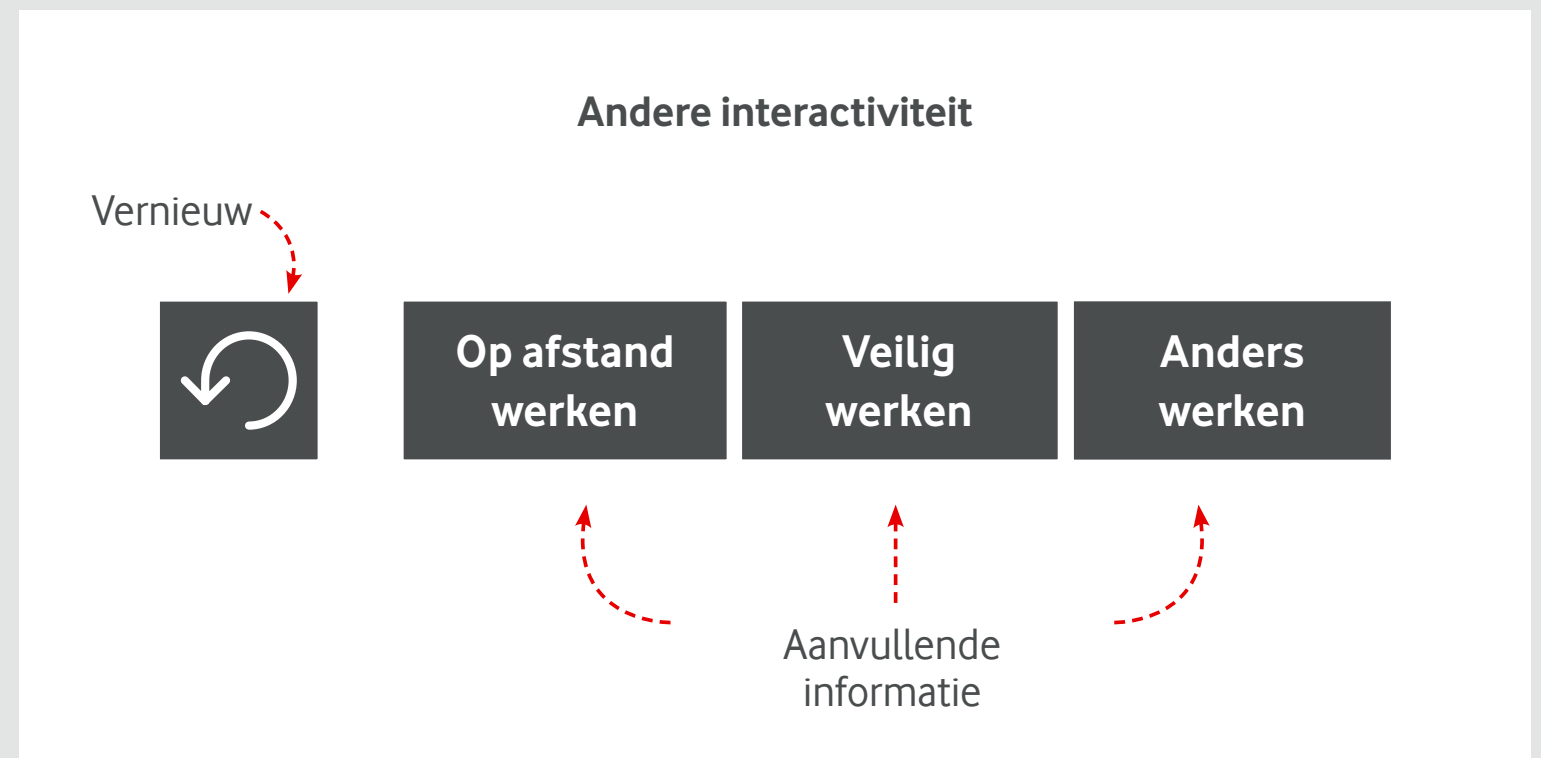 Andere interactiviteit
Vernieuw
Op afstand
werken
Veilig
werken
Anders
werken
Aanvullende
informatie